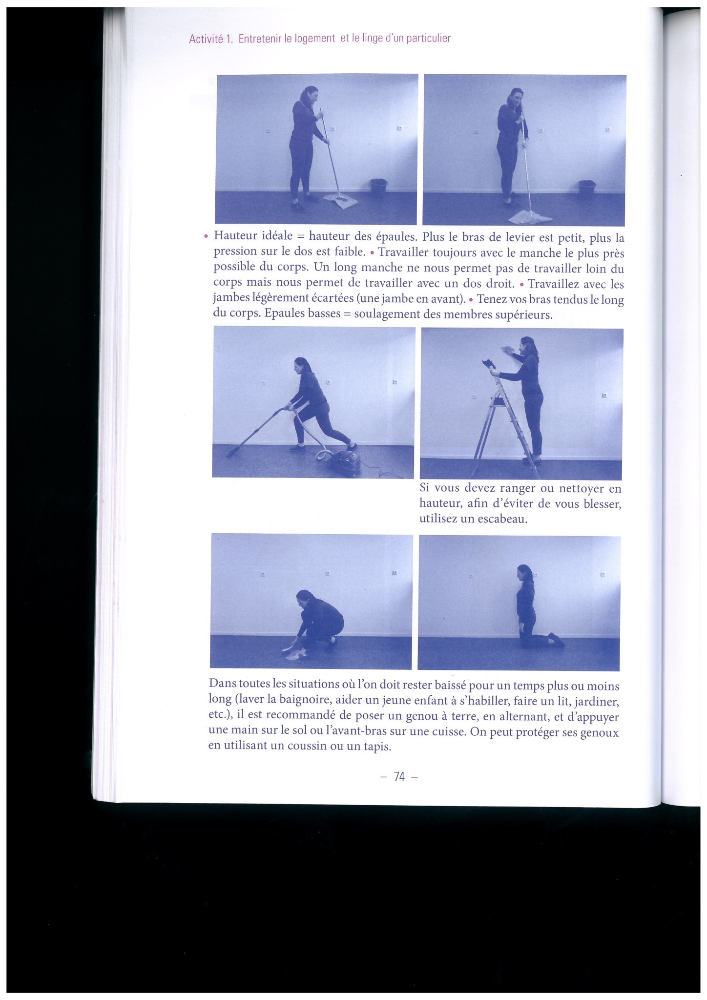 Activité 1. Entretenir le logement et le linge d'un particulier
• Hauteur idéale = hauteur des épaules. Plus le bras de levier est petit, plus la
pression sur le dos est faible. • Travailler toujours avec le manche le plus près
possible du corps. Un long manche ne nous permet pas de travailler loin du
corps mais nous permet de travailler avec un dos droit. • Travaillez avec les
jambes légèrement écartées (une jambe en avant). • Tenez vos bras tendus le long
du corps. Epaules basses = soulagement des membres supérieurs.
Si vous devez ranger ou nettoyer en
hauteur, afin d'éviter de vous blesser,
utilisez un escabeau.
Dans toutes les situations où l'on doit rester baissé pour un temps plus ou moins
long (laver la baignoire, aider un jeune enfant à s'habiller, faire un lit, jardiner,
etc.), il est recommandé de poser un genou à terre, en alternant, et d'appuyer
une main sur le sol ou l'avant-bras sur une cuisse. On peut protéger ses genoux
en utilisant un coussin ou un tapis.
– 74 –